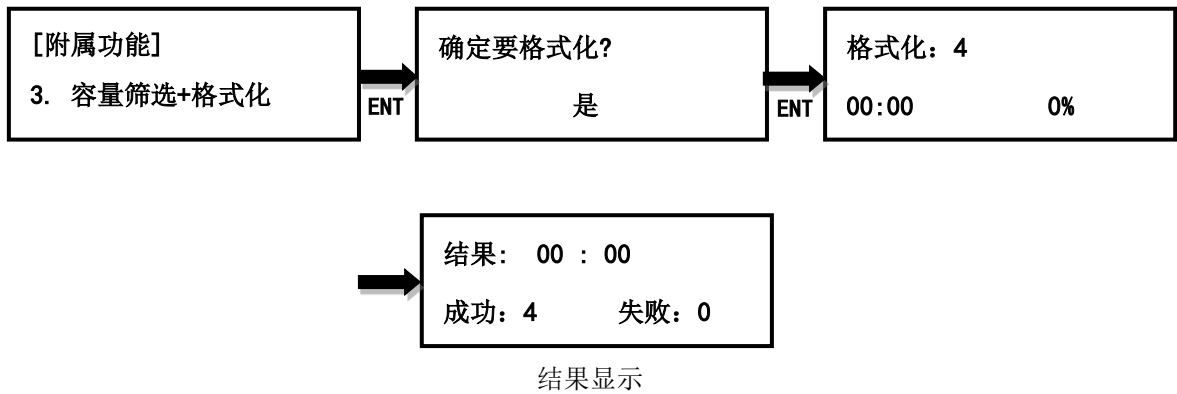 [附属功能]
3. 容量筛选+格式化
ENT
确定要格式化?
是
ENT
格式化：4
00:00 0%
结果: 00 : 00
成功：4 失败：0
结果显示